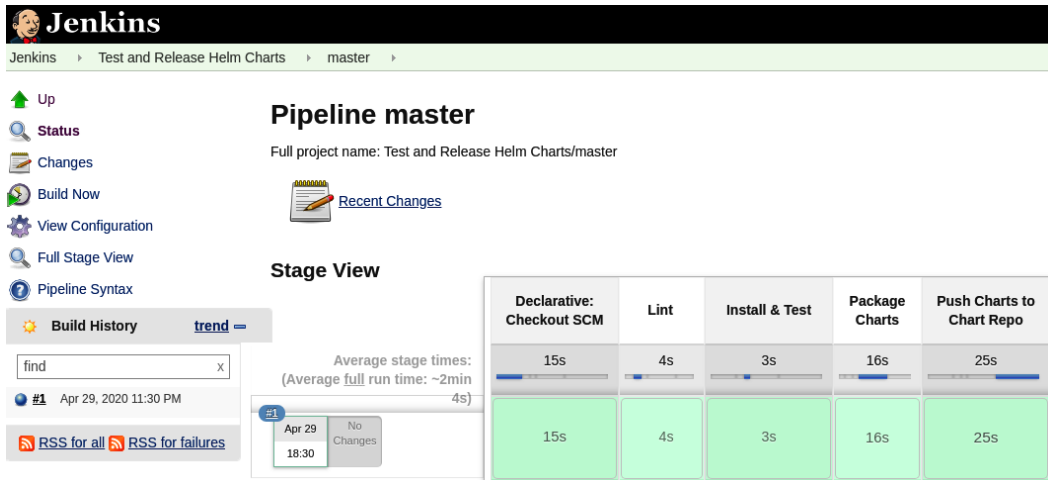 Jenkins
Jenkins
Test and Release Helm Charts
master
Up
Status
Changes
Build Now
View Configuration
Full Stage View
Pipeline Syntax
Build History
trend
find
x
#1
Apr 29, 2020 11:30 PM
RSS for all
RSS for failures
Pipeline master
Full project name: Test and Release Helm Charts/master
Recent Changes
Stage View
Declarative:
Checkout SCM
Lint
Install & Test
Package
Charts
Push Charts to
Chart Repo
Average stage times:
(Average full run time: ~2min
4s)
15s
4s
3s
16s
25s
#1
Apr 29
18:30
No
Changes
15s
4s
3s
16s
25s